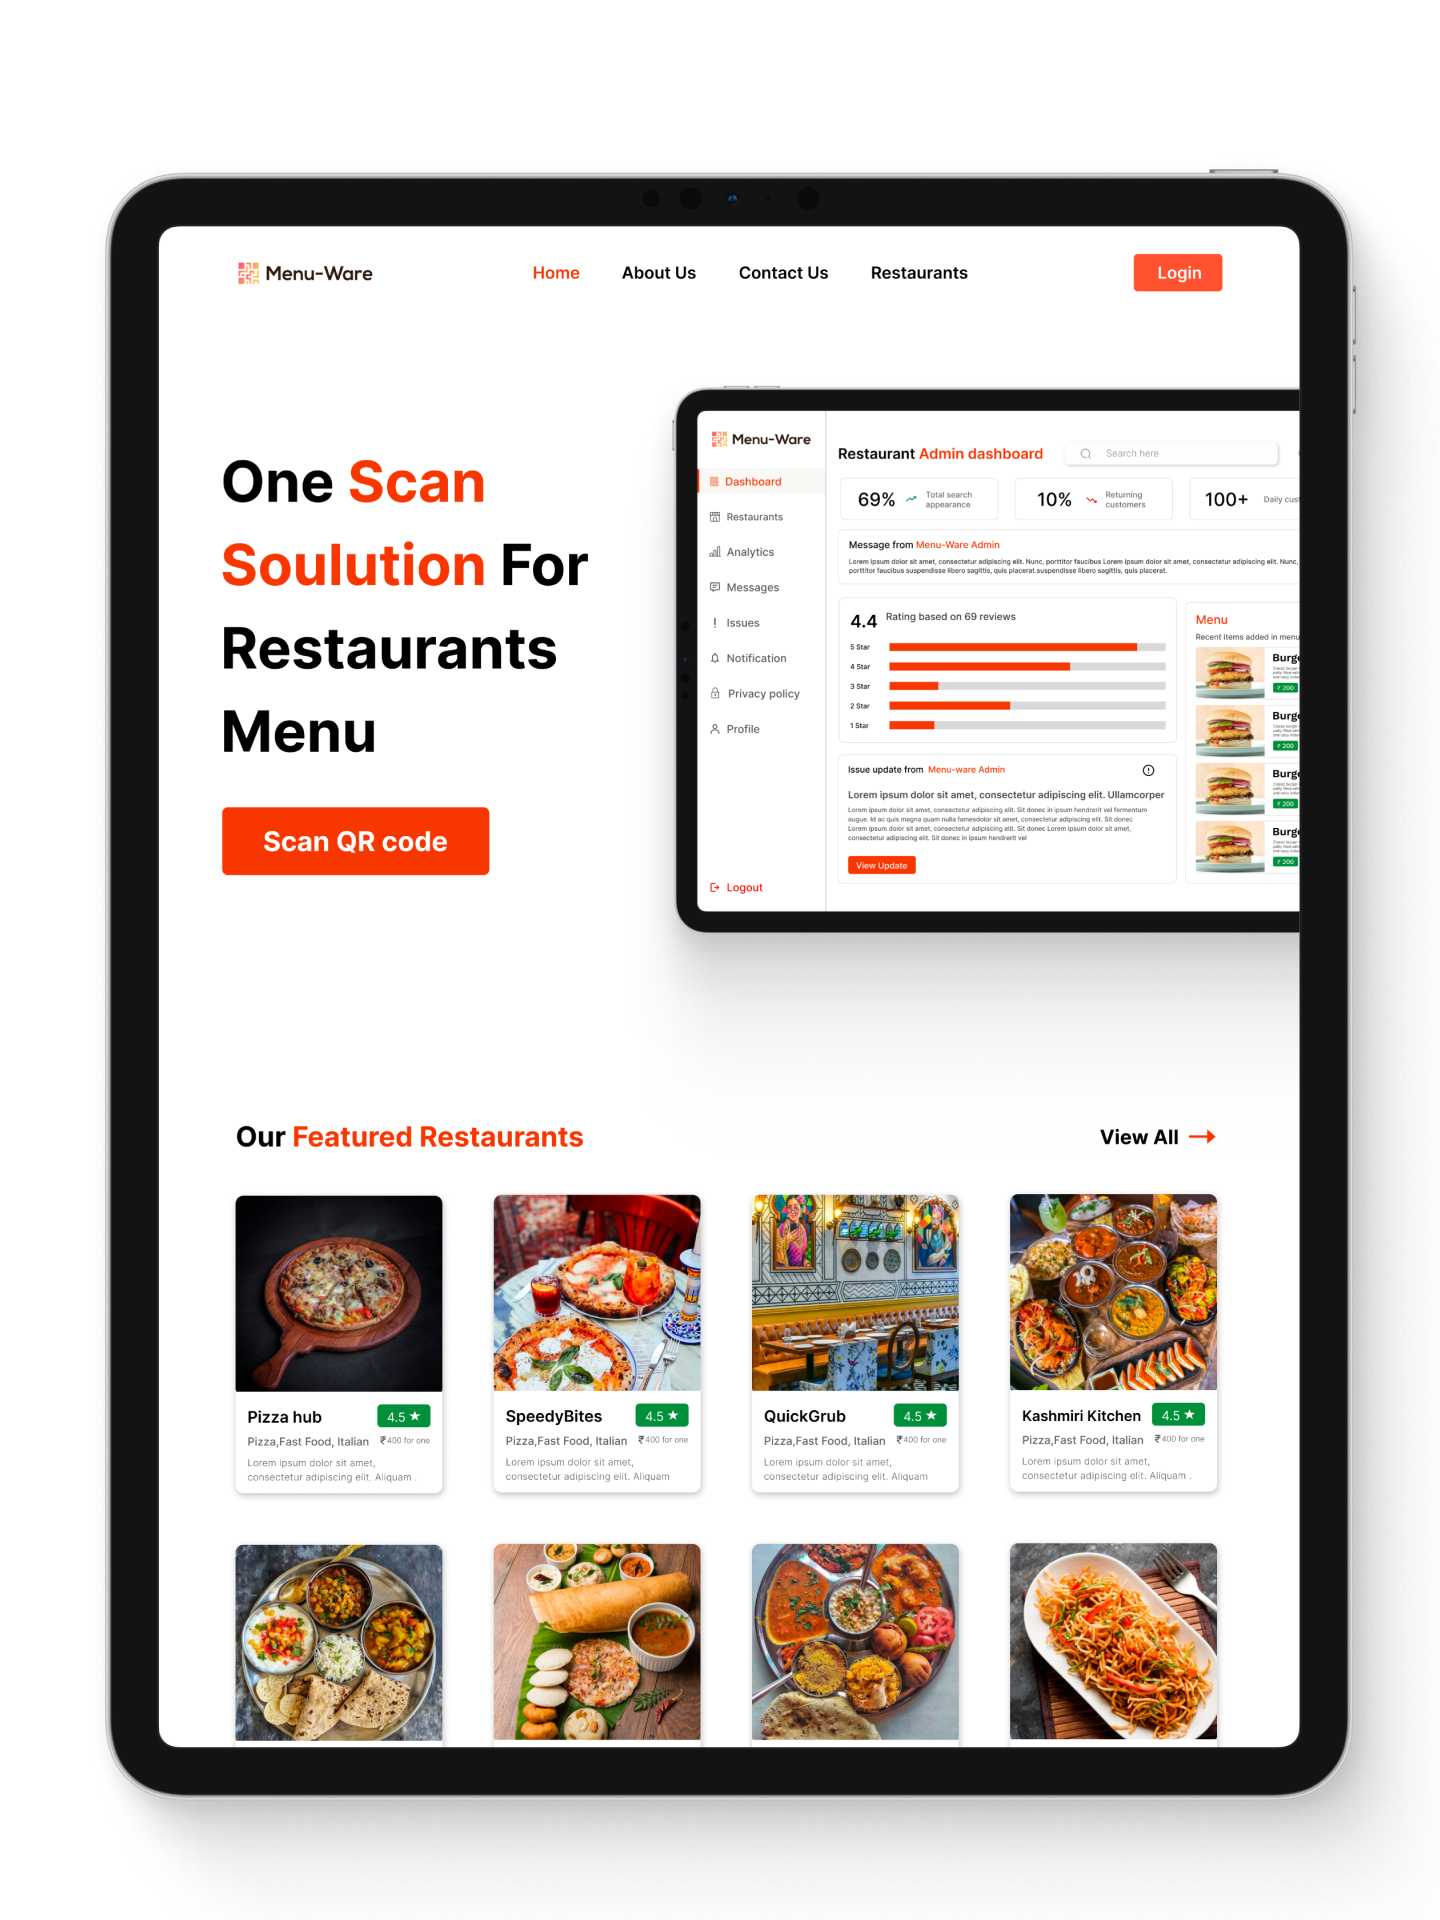 Menu-Ware
Home
About Us
Contact Us
Restaurants
Login
One Scan
Soulution For
Restaurants
Menu
Scan QR code
Menu-Ware
Dashboard
Restaurants
Analytics
Messages
Issues
Notification
Privacy policy
Profile
Logout
Restaurant Admin dashboard
Search here
69%
Total search
appearance
10%
Returning
customers
100+
Daily
Message from Menu-Ware Admin
Lorem ipsum dolor sit amet, consectetur adipiscing elit. Nunc, porttitor faucibus Lorem ipsum dolor sit amet, consectetur adipiscing elit. Nunc,
porttitor faucibus suspendisse libero sagittis, quis placerat.suspendisse libero sagittis, quis placerat.
4.4
Rating based on 69 reviews
5 Star
4 Star
3 Star
2 Star
1 Star
Menu
Recent items added in menu
Burge
₹ 200
Burge
₹ 200
Burge
₹ 200
Burge
₹ 200
Issue update from Menu-ware Admin
Lorem ipsum dolor sit amet, consectetur adipiscing elit. Ullamcorper
Lorem ipsum dolor sit amet, consectetur adipiscing elit. Sit donec in ipsum hendrerit vel fermentum
augue. Id ac quis magna quam nulla famesdolor sit amet, consectetur adipiscing elit. Sit donec
Lorem ipsum dolor sit amet, consectetur adipiscing elit. Sit donec Lorem ipsum dolor sit amet,
consectetur adipiscing elit. Sit donec in ipsum hendrerit vel
View Update
Our Featured Restaurants
View All
Pizza hub
4.5 ★
Pizza,Fast Food, Italian
₹400 for one
Lorem ipsum dolor sit amet,
consectetur adipiscing elit. Aliquam .
SpeedyBites
4.5 ★
Pizza,Fast Food, Italian
₹400 for one
Lorem ipsum dolor sit amet,
consectetur adipiscing elit. Aliquam
QuickGrub
4.5 ★
Pizza,Fast Food, Italian
₹400 for one
Lorem ipsum dolor sit amet,
consectetur adipiscing elit. Aliquam
Kashmiri Kitchen
4.5 ★
Pizza,Fast Food, Italian
₹400 for one
Lorem ipsum dolor sit amet,
consectetur adipiscing elit. Aliquam .